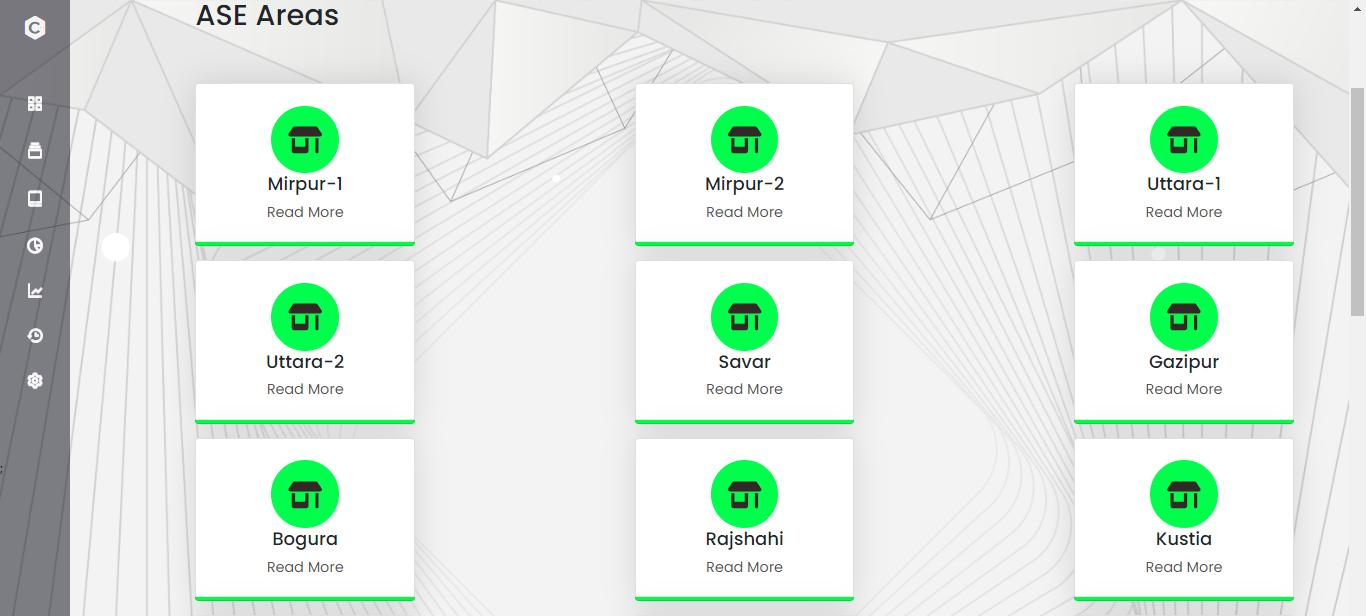 C
ASE Areas
Mirpur-1
Read More
Mirpur-2
Read More
Uttara-1
Read More
Uttara-2
Read More
Savar
Read More
Gazipur
Read More
;
Bogura
Read More
Rajshahi
Read More
Kustia
Read More